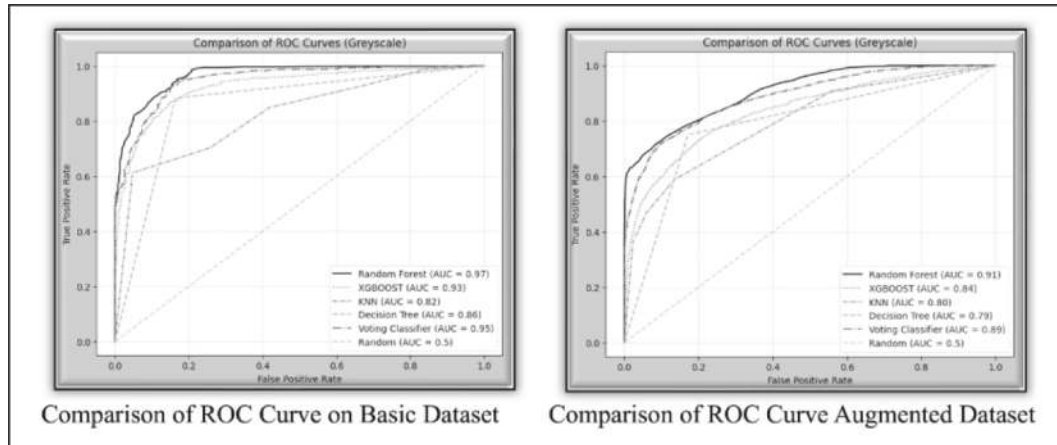 Comparison of ROC Curves (Greyscale)
True Positive Rate
1.0
0.8
0.6
0.4
0.2
0.0
Random Forest (AUC = 0.97)
XGBOOST (AUC = 0.93)
KNN (AUC = 0.82)
Decision Tree (AUC = 0.86)
Voting Classifier (AUC = 0.95)
Random (AUC = 0.5)
0.0 0.2 0.4 0.6 0.8 1.0
False Positive Rate
Comparison of ROC Curve on Basic Dataset
Comparison of ROC Curves (Greyscale)
True Positive Rate
1.0
0.8
0.6
0.4
0.2
0.0
Random Forest (AUC = 0.91)
XGBOOST (AUC = 0.84)
KNN (AUC = 0.80)
Decision Tree (AUC = 0.79)
Voting Classifier (AUC = 0.89)
Random (AUC = 0.5)
0.0 0.2 0.4 0.6 0.8 1.0
False Positive Rate
Comparison of ROC Curve Augmented Dataset